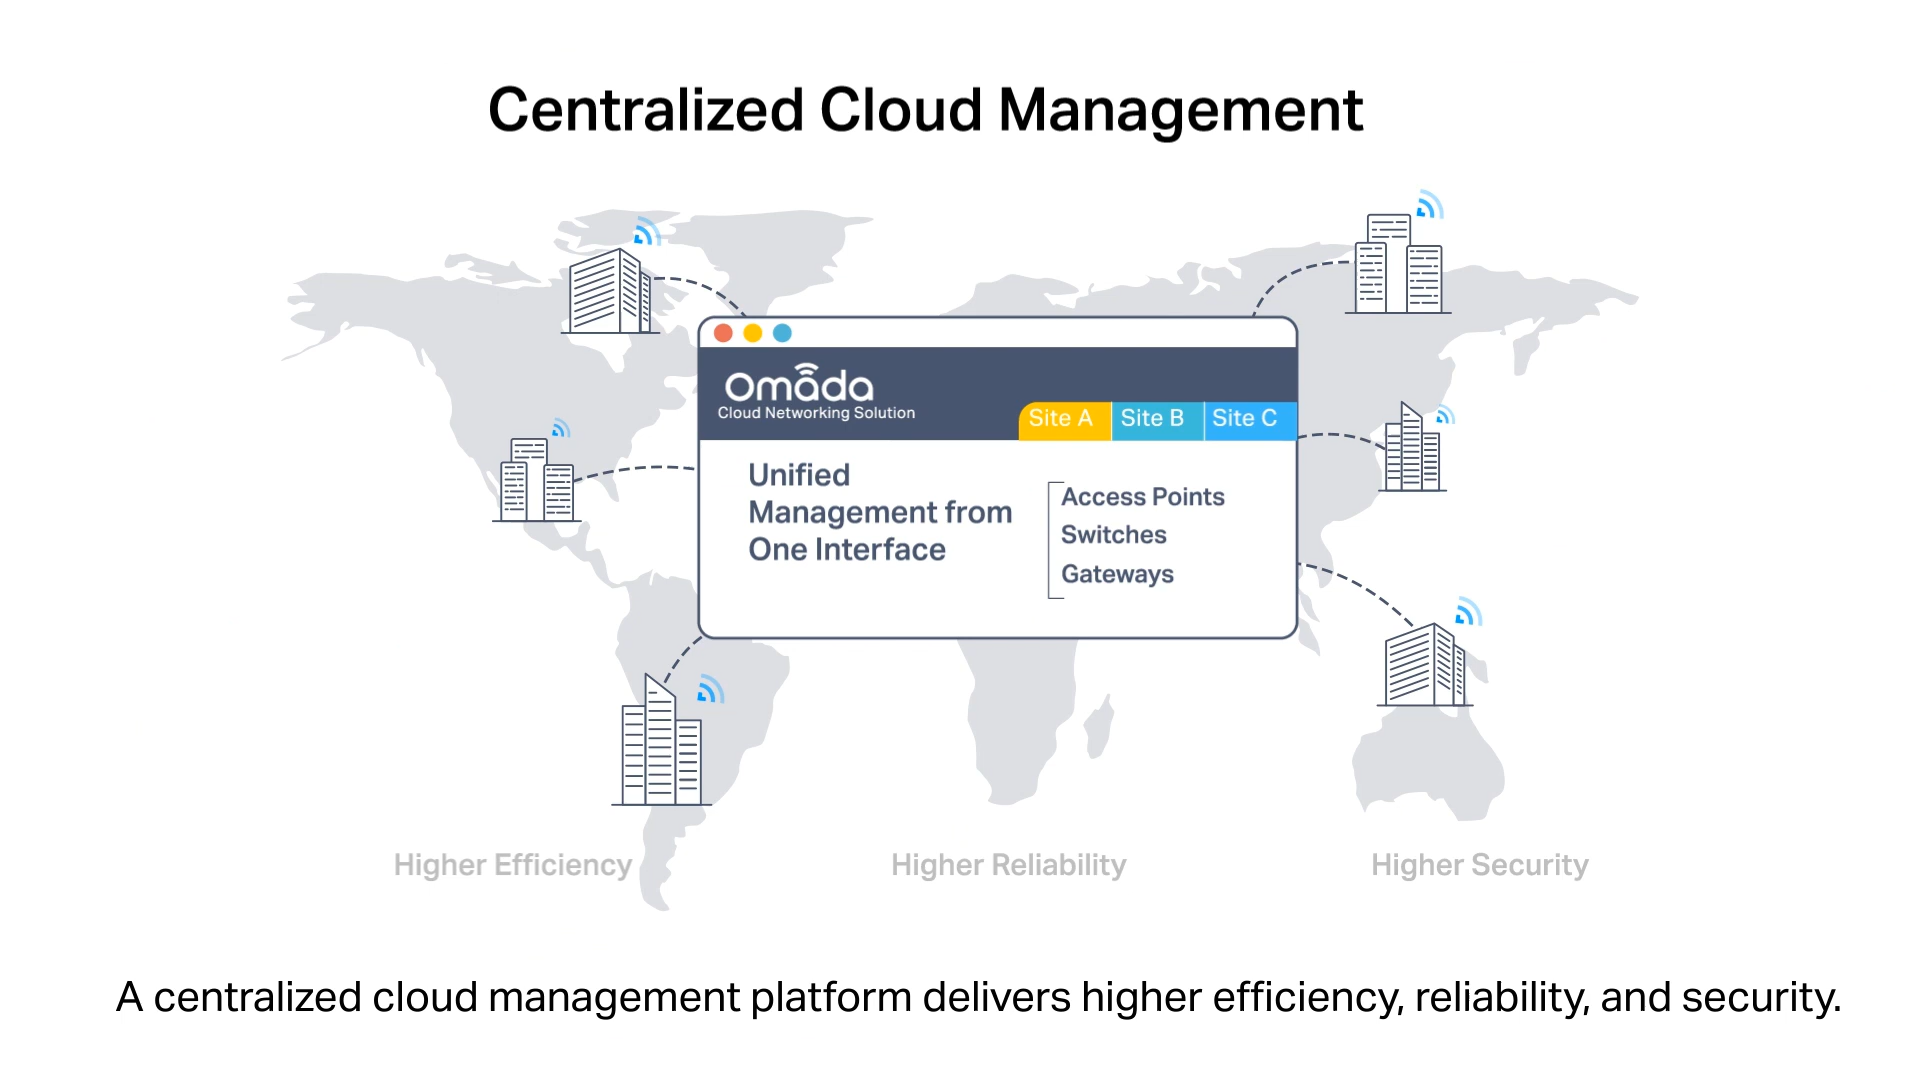 Centralized Cloud Management
Omada
Cloud Networking Solution
Site A
Site B
Site C
Unified
Management from
One Interface
Access Points
Switches
Gateways
Higher Efficiency
Higher Reliability
Higher Security
A centralized cloud management platform delivers higher efficiency, reliability, and security.